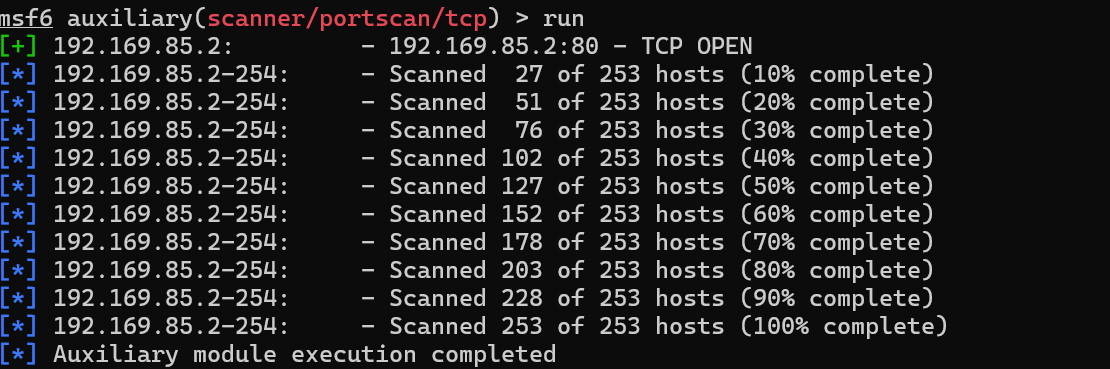 msf6 auxiliary(scanner/portscan/tcp) > run
[+] 192.169.85.2:         - 192.169.85.2:80 - TCP OPEN
[*] 192.169.85.2-254:     - Scanned  27 of 253 hosts (10% complete)
[*] 192.169.85.2-254:     - Scanned  51 of 253 hosts (20% complete)
[*] 192.169.85.2-254:     - Scanned  76 of 253 hosts (30% complete)
[*] 192.169.85.2-254:     - Scanned 102 of 253 hosts (40% complete)
[*] 192.169.85.2-254:     - Scanned 127 of 253 hosts (50% complete)
[*] 192.169.85.2-254:     - Scanned 152 of 253 hosts (60% complete)
[*] 192.169.85.2-254:     - Scanned 178 of 253 hosts (70% complete)
[*] 192.169.85.2-254:     - Scanned 203 of 253 hosts (80% complete)
[*] 192.169.85.2-254:     - Scanned 228 of 253 hosts (90% complete)
[*] 192.169.85.2-254:     - Scanned 253 of 253 hosts (100% complete)
[*] Auxiliary module execution completed